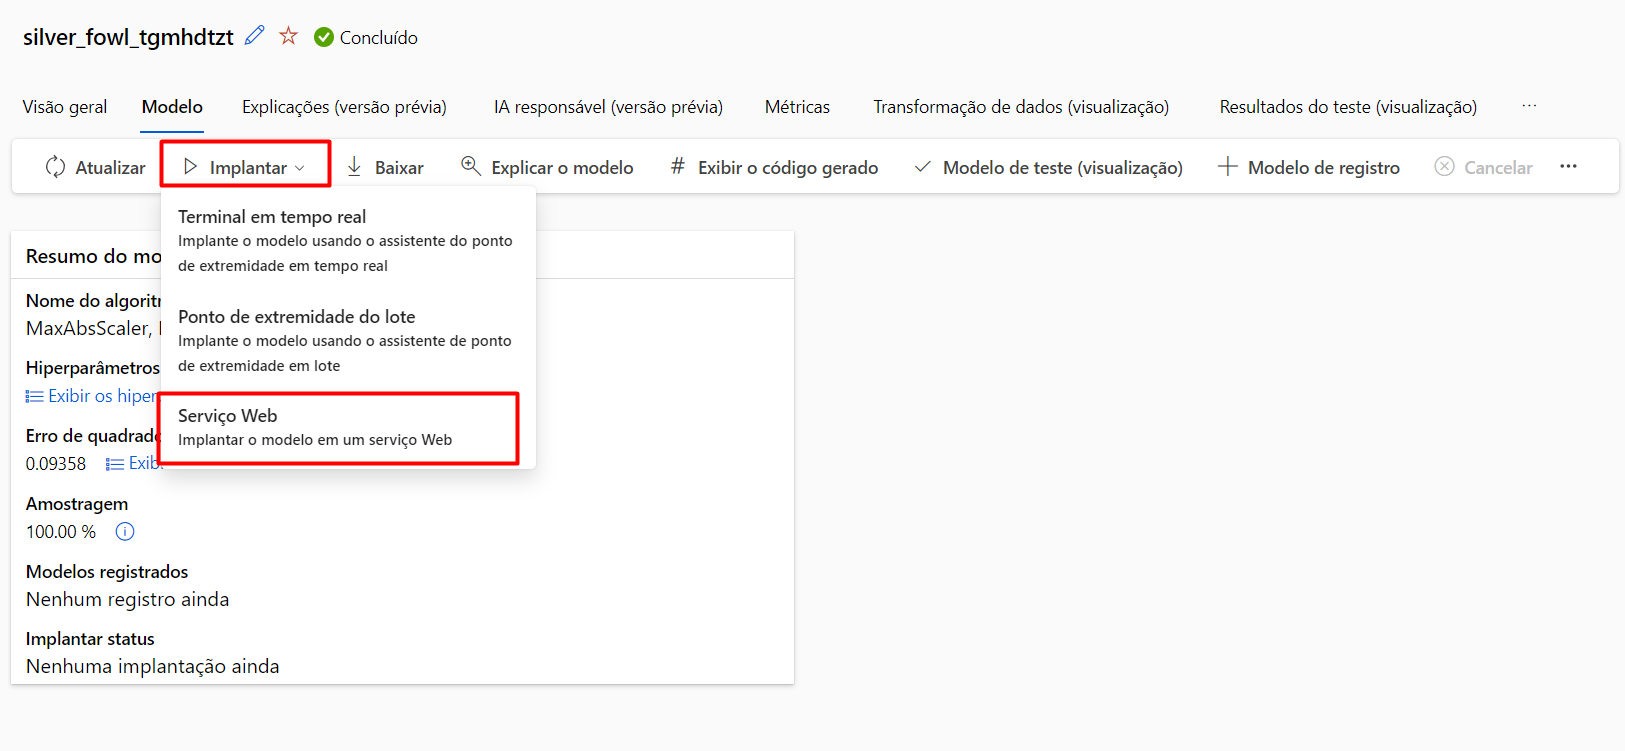 silver_fowl_tgmhdtzt Concluído
Visão geral Modelo Explicações (versão prévia) IA responsável (versão prévia) Métricas Transformação de dados (visualização) Resultados do teste (visualização) ...
Atualizar Implantar Baixar Explicar o modelo # Exibir o código gerado Modelo de teste (visualização) Modelo de registro Cancelar ...
Terminal em tempo real
Implante o modelo usando o assistente do ponto
de extremidade em tempo real
Ponto de extremidade do lote
Implante o modelo usando o assistente de ponto
de extremidade em lote
Serviço Web
Implantar o modelo em um serviço Web
Resumo do mo
Nome do algorit
MaxAbsScaler,
Hiperparâmetros
Exibir os hiper
Erro de quadrado
0.09358 Exib
Amostragem
100.00 %
Modelos registrados
Nenhum registro ainda
Implantar status
Nenhuma implantação ainda